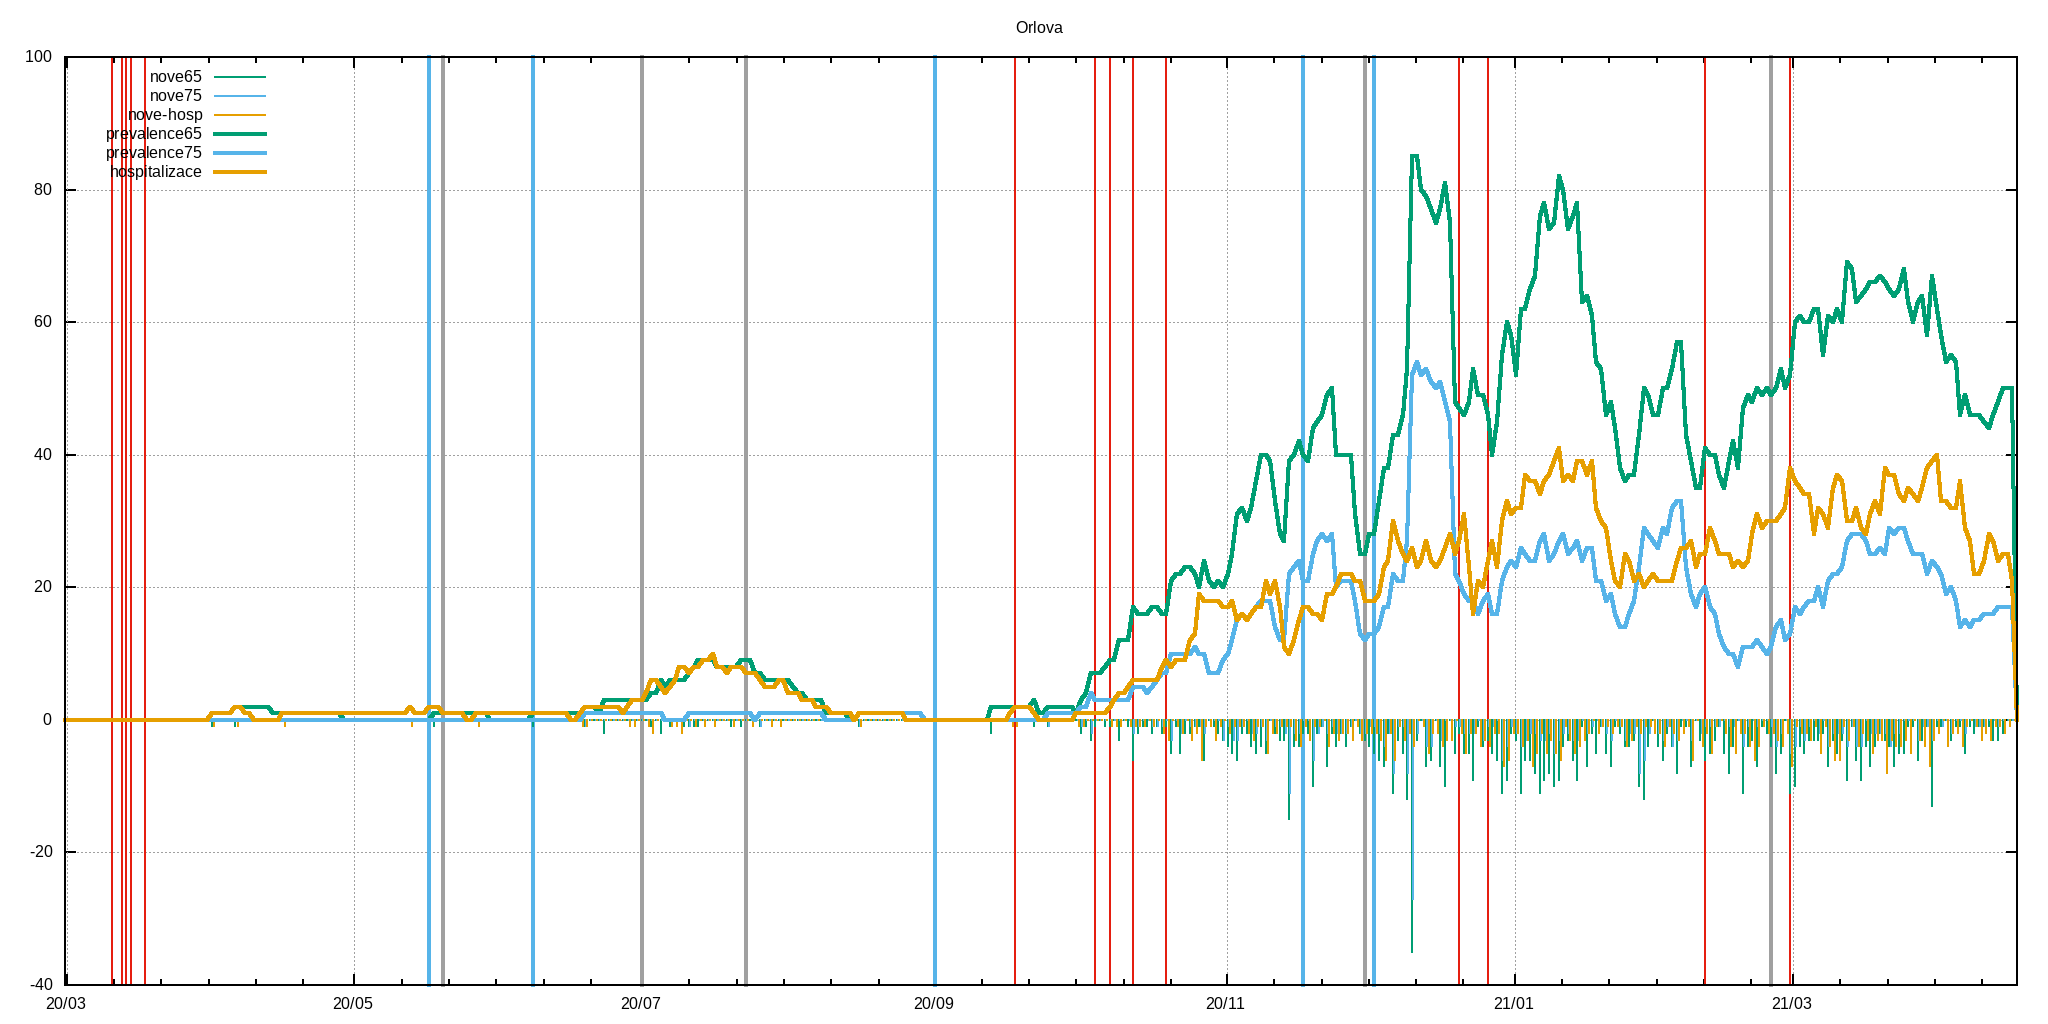 Orlova
100
nove65
nove75
nove-hosp
prevalence65
prevalence75
hospitalizace
80
60
40
20
0
-20
-40
20/03 20/05 20/07 20/09 20/11 21/01 21/03